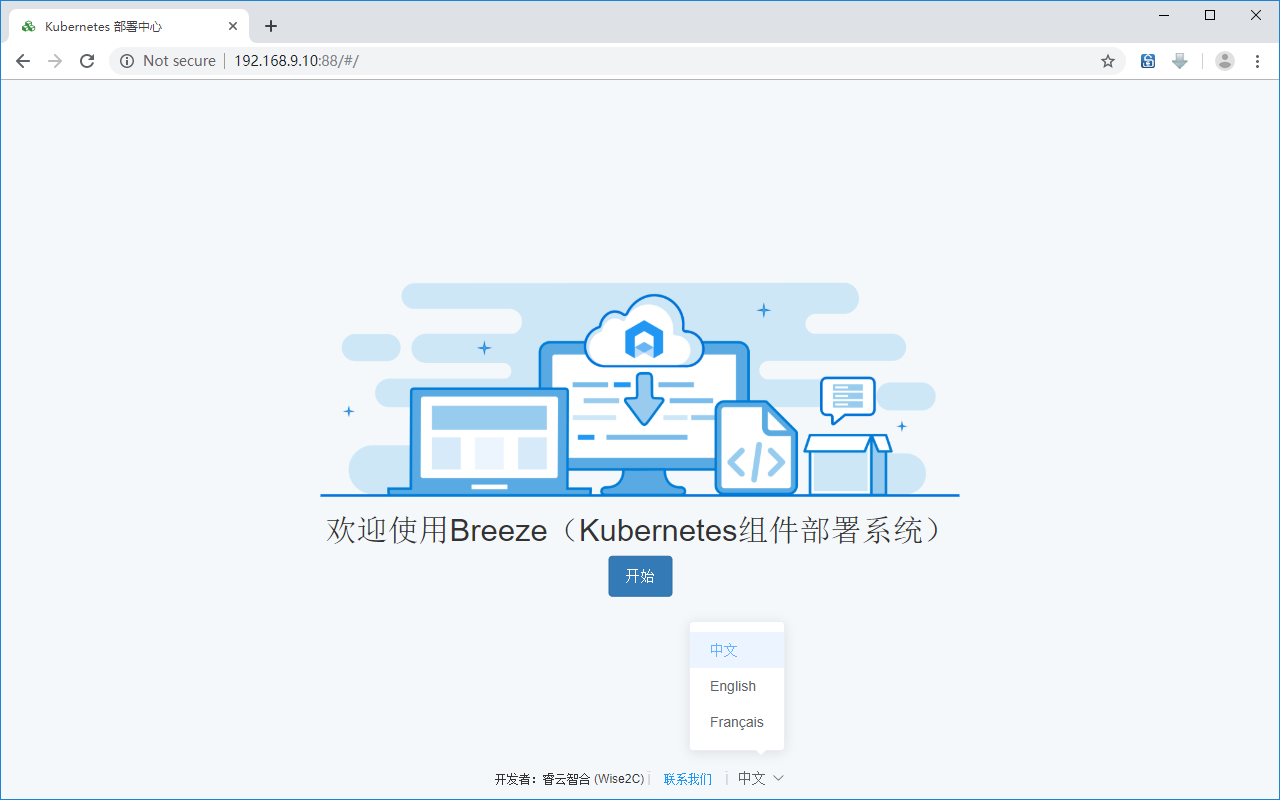 Kubernetes 部署中心
Not secure | 192.168.9.10:88/#/
欢迎使用Breeze（Kubernetes组件部署系统）
开始
中文
English
Français
开发者：睿云智合 (Wise2C) | 联系我们 | 中文